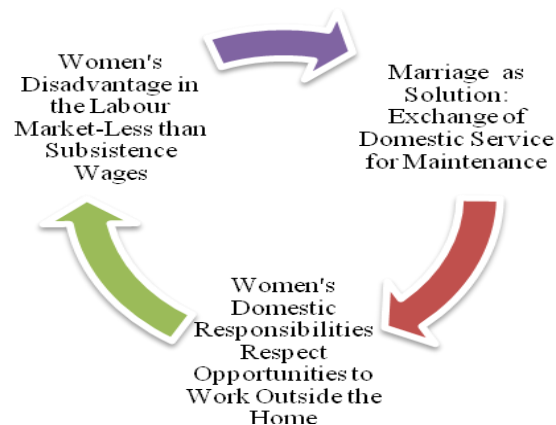 Women's
Disadvantage in
the Labour
Market-Less than
Subsistence
Wages
Marriage as
Solution:
Exchange of
Domestic Service
for Maintenance
Women's
Domestic
Responsibilities
Respect
Opportunities to
Work Outside the
Home